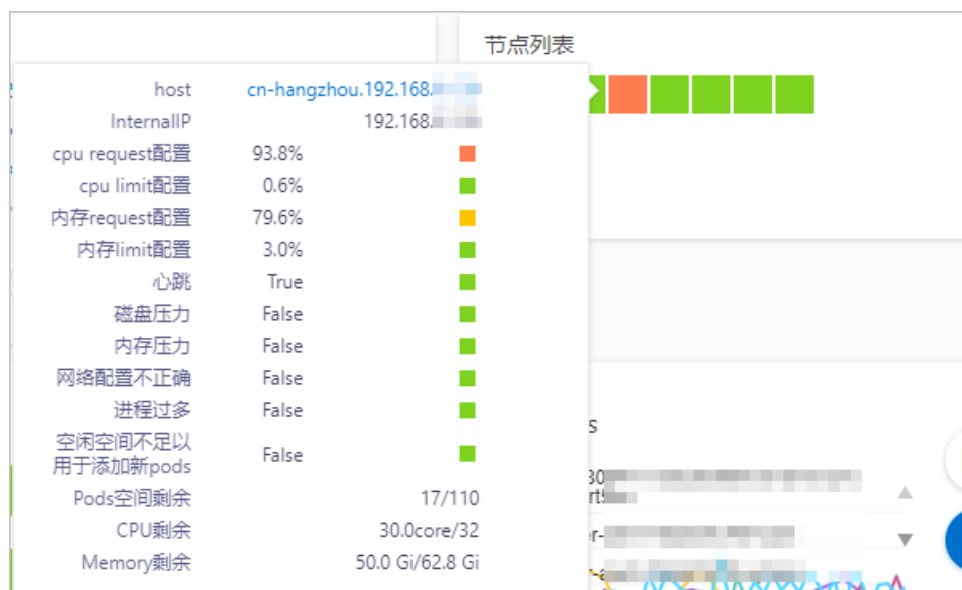 节点列表
host cn-hangzhou.192.168.
InternalIP 192.168.
cpu request配置 93.8%
cpu limit配置 0.6%
内存request配置 79.6%
内存limit配置 3.0%
心跳 True
磁盘压力 False
内存压力 False
网络配置不正确 False
进程过多 False
空闲空间不足以
用于添加新pods False
Pods空间剩余 17/110
CPU剩余 30.0core/32
Memory剩余 50.0 Gi/62.8 Gi